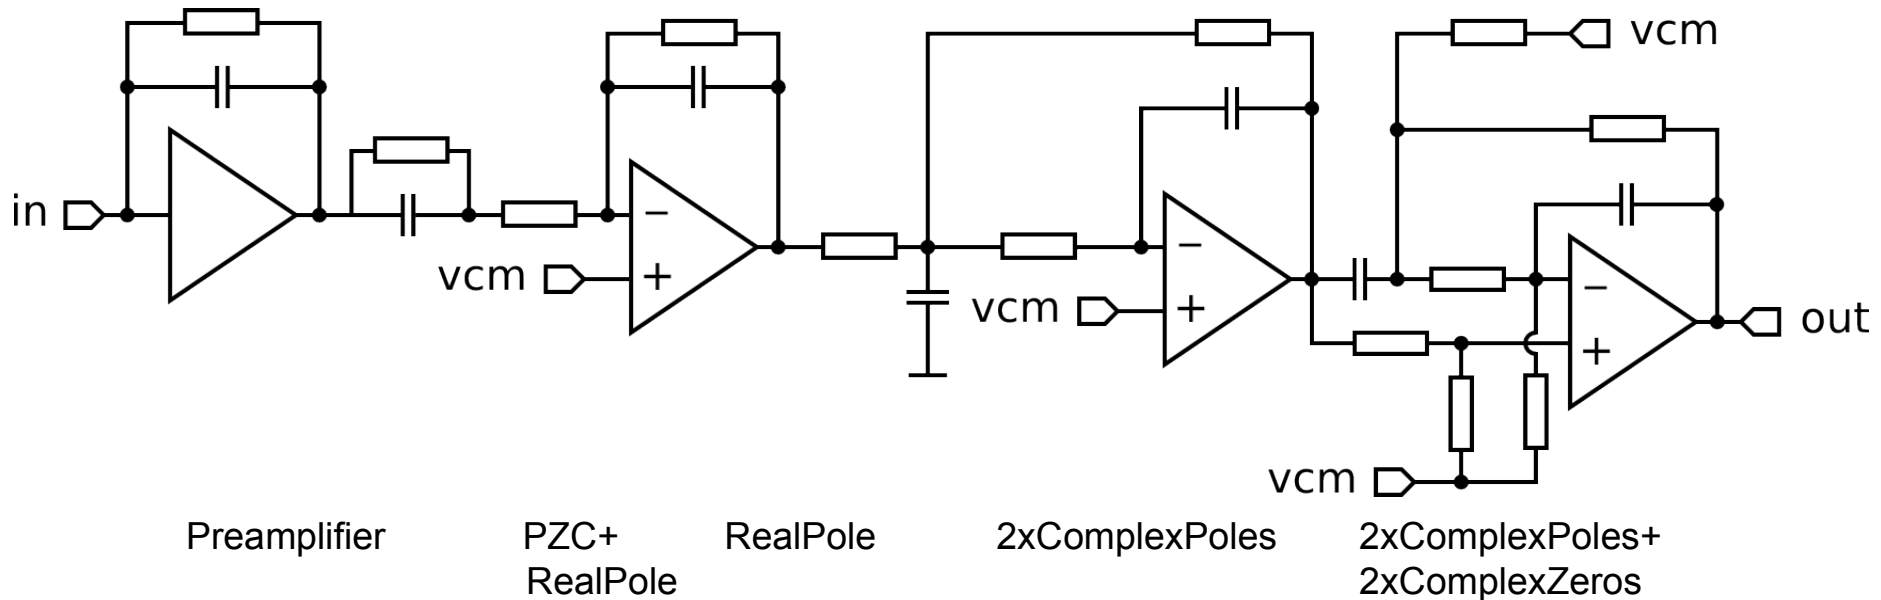 vcm
in
vcm
vcm
out
vcm
Preamplifier
PZC+
RealPole
RealPole
2xComplexPoles
2xComplexPoles+
2xComplexZeros